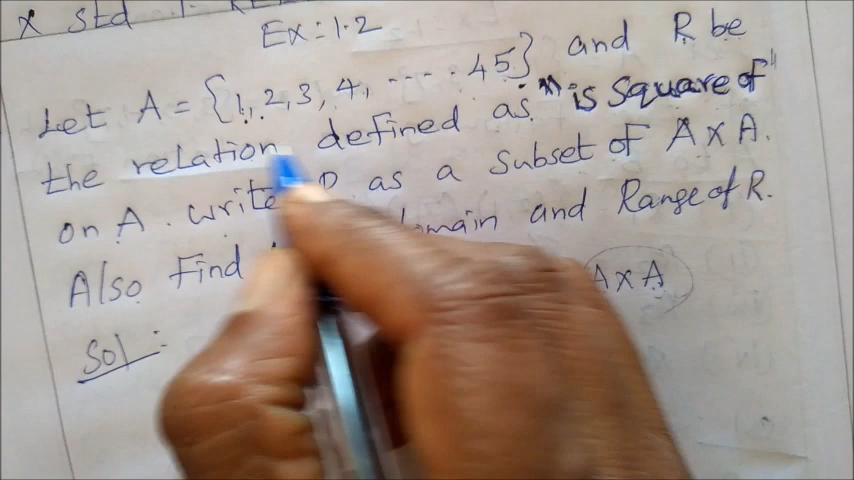 x std
Ex: 1.2
Let A = {1, 2, 3, 4, ..... 45} and R be
the relation defined as "is square of"
on A. write R as a subset of A X A.
Also Find domain and Range of R.
A X A
Sol: